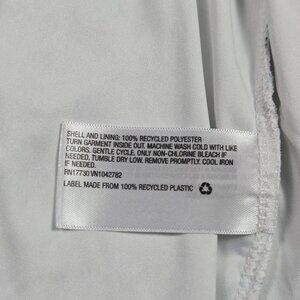 SHELL AND LINING: 100% RECYCLED POLYESTER
TURN GARMENT INSIDE OUT. MACHINE WASH COLD WITH LIKE
COLORS. GENTLE CYCLE. ONLY NON-CHLORINE BLEACH IF
NEEDED. TUMBLE DRY LOW. REMOVE PROMPTLY. COOL IRON
IF NEEDED.
RN17730 VN1042782
LABEL MADE FROM 100% RECYCLED PLASTIC